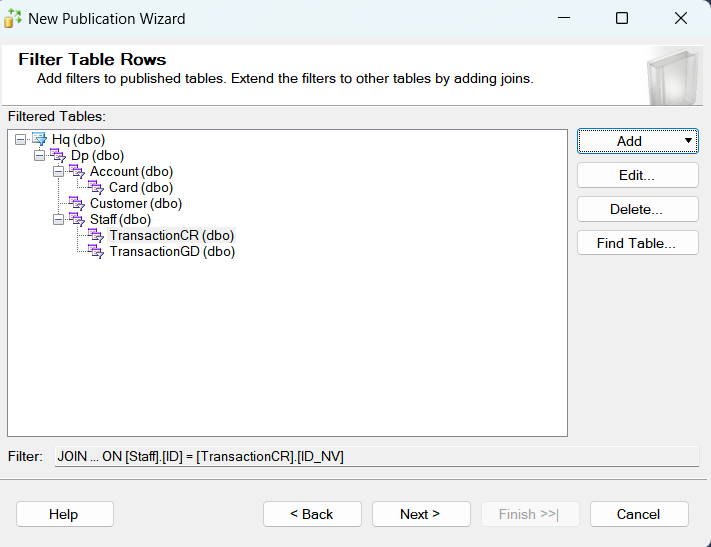 New Publication Wizard
Filter Table Rows
Add filters to published tables. Extend the filters to other tables by adding joins.
Filtered Tables:
Hq (dbo)
Dp (dbo)
Account (dbo)
Card (dbo)
Customer (dbo)
Staff (dbo)
TransactionCR (dbo)
TransactionGD (dbo)
Add
Edit...
Delete...
Find Table...
Filter: JOIN ... ON [Staff].[ID] = [TransactionCR].[ID_NV]
Help < Back Next > Finish >>| Cancel